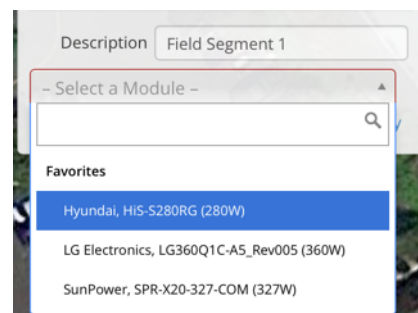 Description Field Segment 1
– Select a Module –
Favorites
Hyundai, HiS-S280RG (280W)
LG Electronics, LG360Q1C-A5_Rev005 (360W)
SunPower, SPR-X20-327-COM (327W)